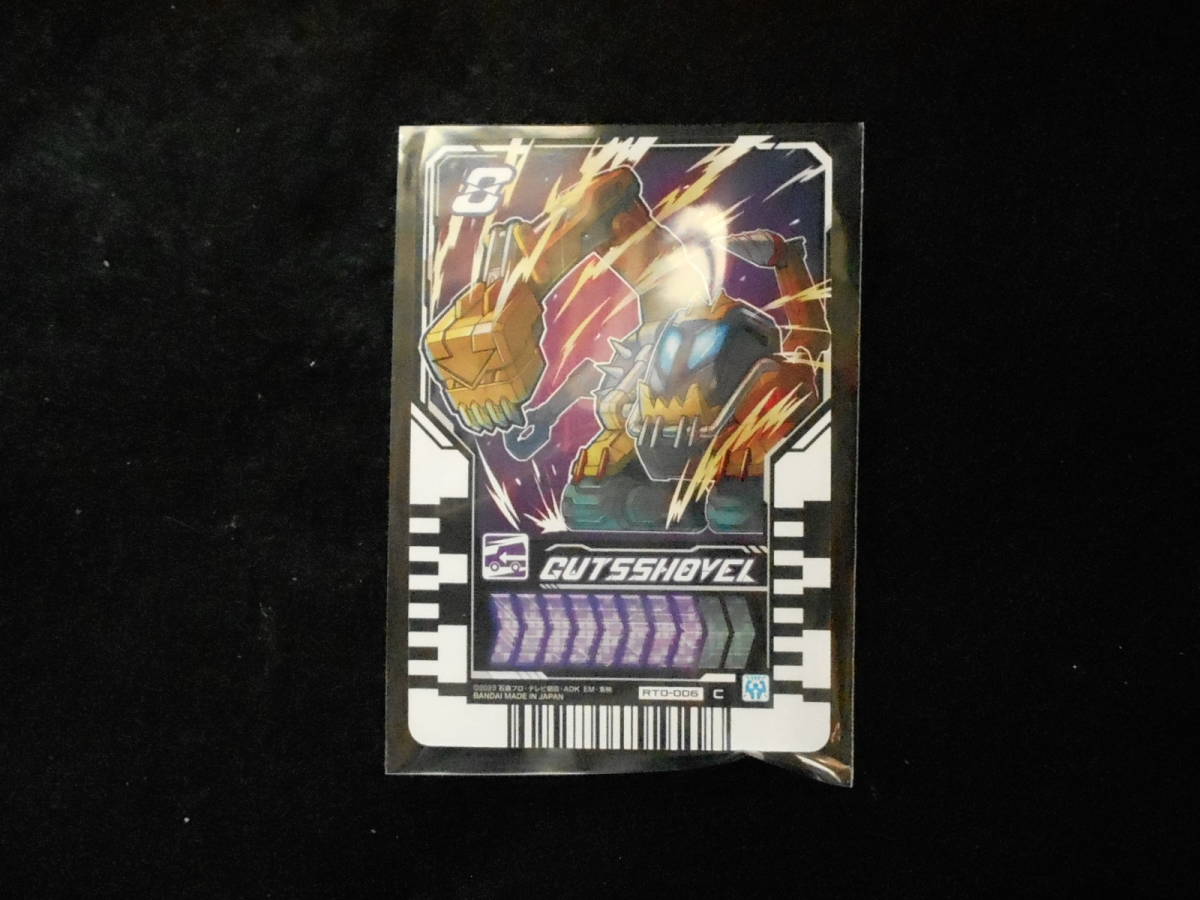 8
GUTSSHOVEL
©2023 石森プロ・テレビ朝日・ADK EM・東映
BANDAI MADE IN JAPAN
RT0-006 C